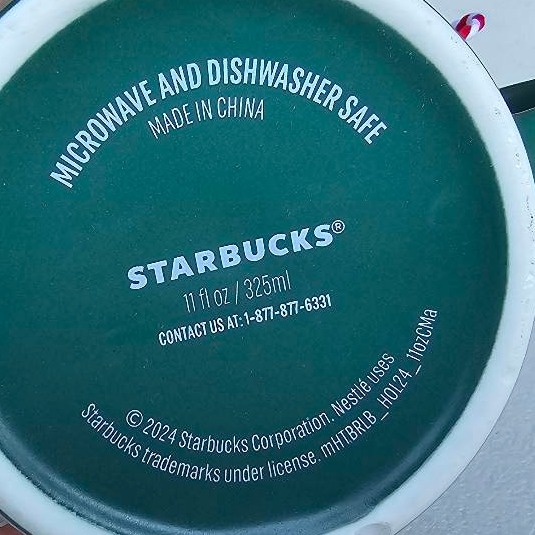 MICROWAVE AND DISHWASHER SAFE
MADE IN CHINA
STARBUCKS®
11 fl oz / 325ml
CONTACT US AT: 1-877-877-6331
© 2024 Starbucks Corporation. Nestlé uses
Starbucks trademarks under license. mHTBRLB_HOL24_11ozCMa